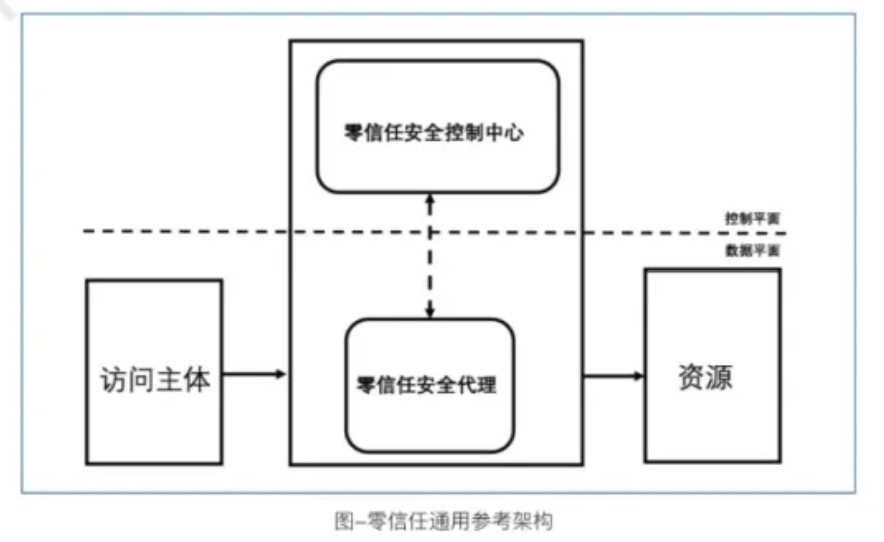 零信任安全控制中心
控制平面
数据平面
访问主体
零信任安全代理
资源
图-零信任通用参考架构